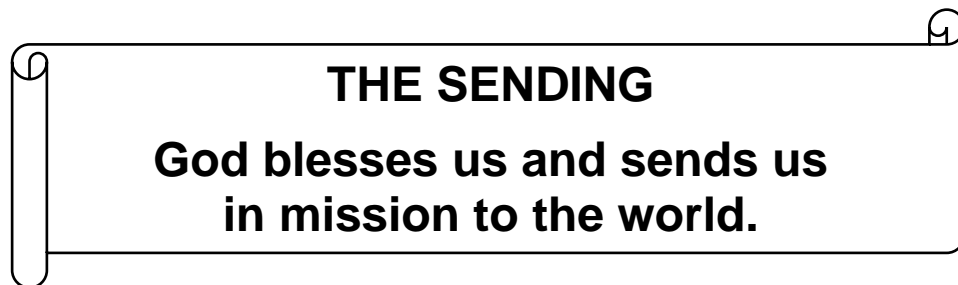 THE SENDING
God blesses us and sends us
in mission to the world.